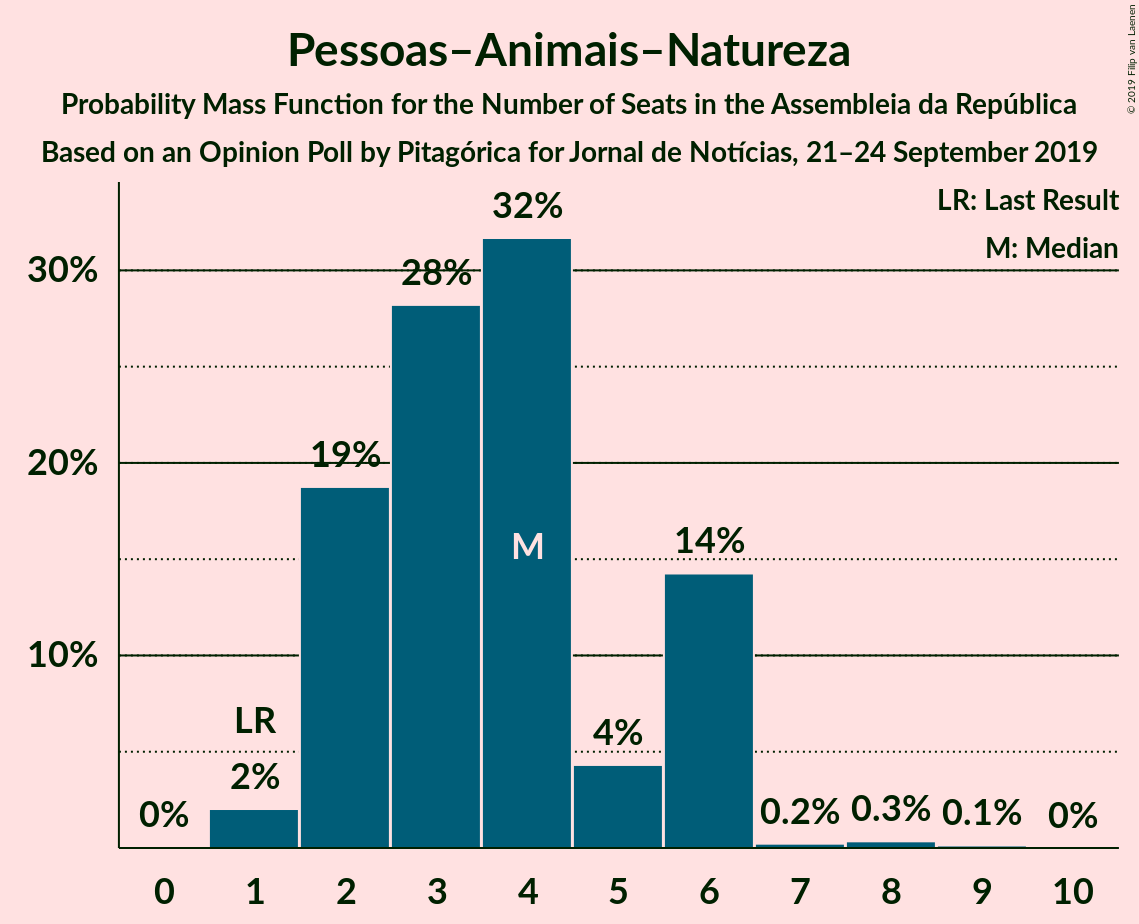 Pessoas–Animais–Natureza
Probability Mass Function for the Number of Seats in the Assembleia da República
Based on an Opinion Poll by Pitagórica for Jornal de Notícias, 21–24 September 2019
© 2019 Filip van Laenen
LR: Last Result
M: Median
32%
30%
28%
20%
19%
M
14%
10%
LR
4%
2%
0%
0.2%
0.3%
0.1%
0%
0 1 2 3 4 5 6 7 8 9 10